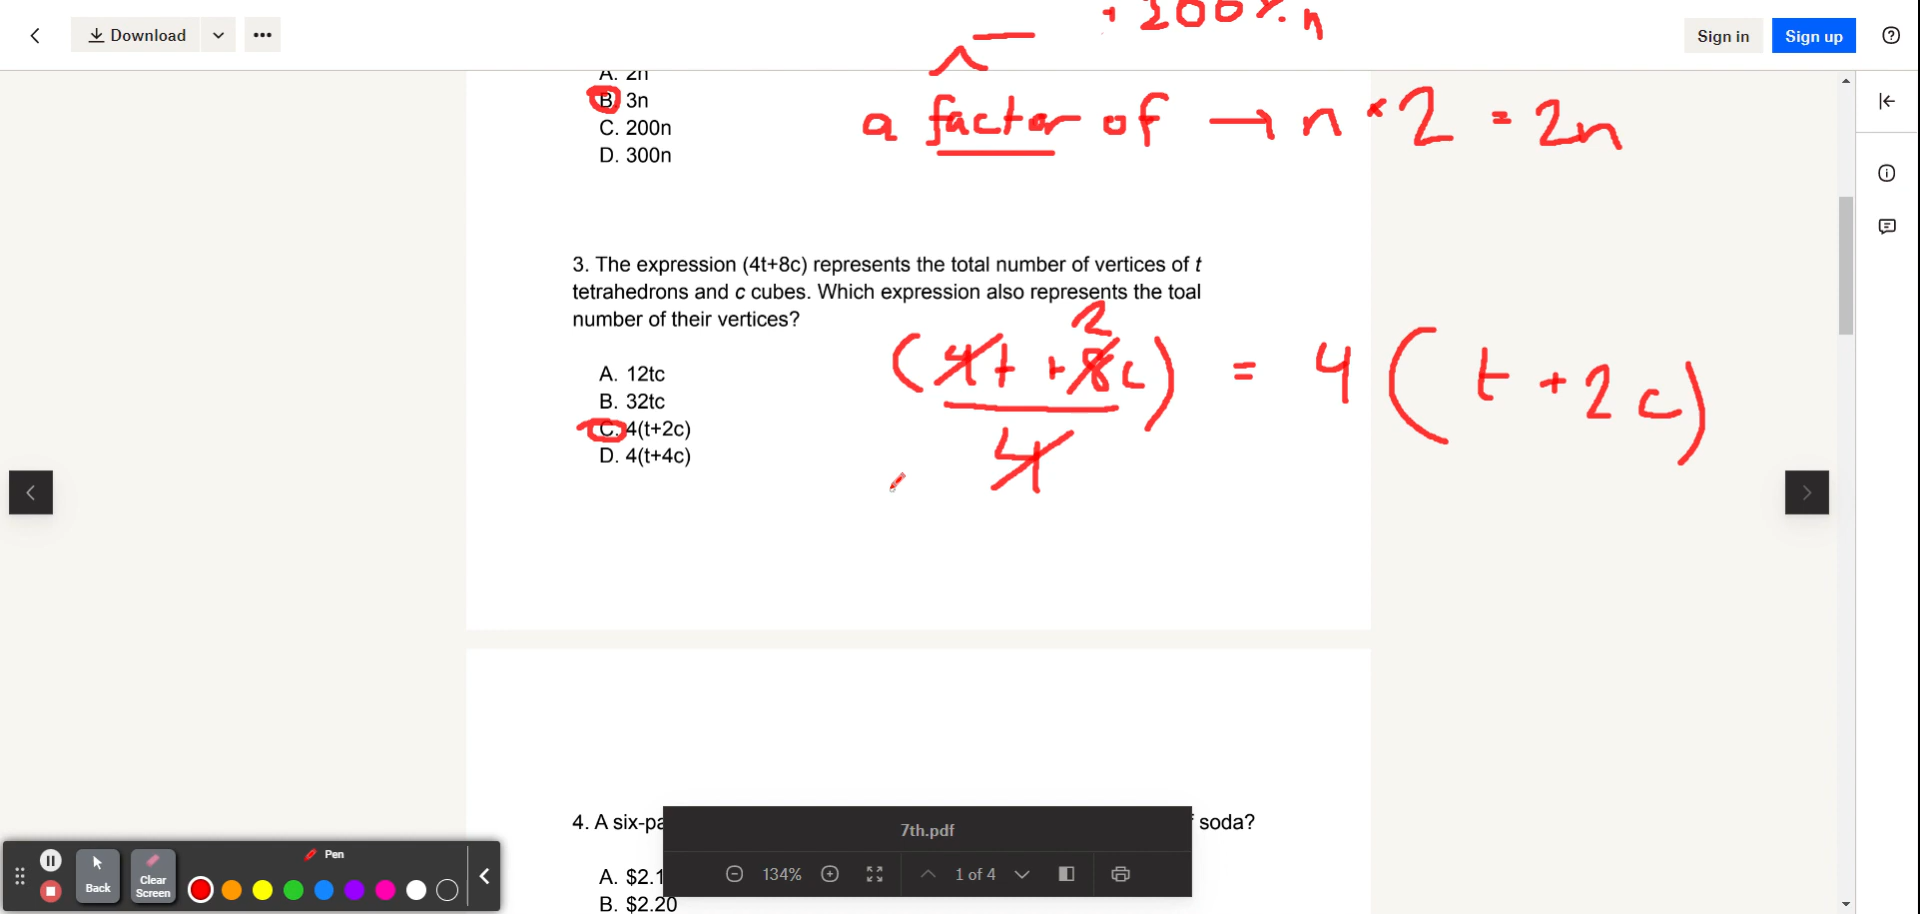 Download
+ 200% n
Sign in
Sign up
A. 2n
B. 3n
C. 200n
D. 300n
a factor of → n × 2 = 2n
3. The expression (4t+8c) represents the total number of vertices of t
tetrahedrons and c cubes. Which expression also represents the toal
number of their vertices?
A. 12tc
B. 32tc
C. 4(t+2c)
D. 4(t+4c)
2
(4t + 8c) = 4 ( t + 2c)
4
4. A six-pa
soda?
A. $2.1
B. $2.20
7th.pdf
134%
1 of 4
Pen
Back
Clear
Screen